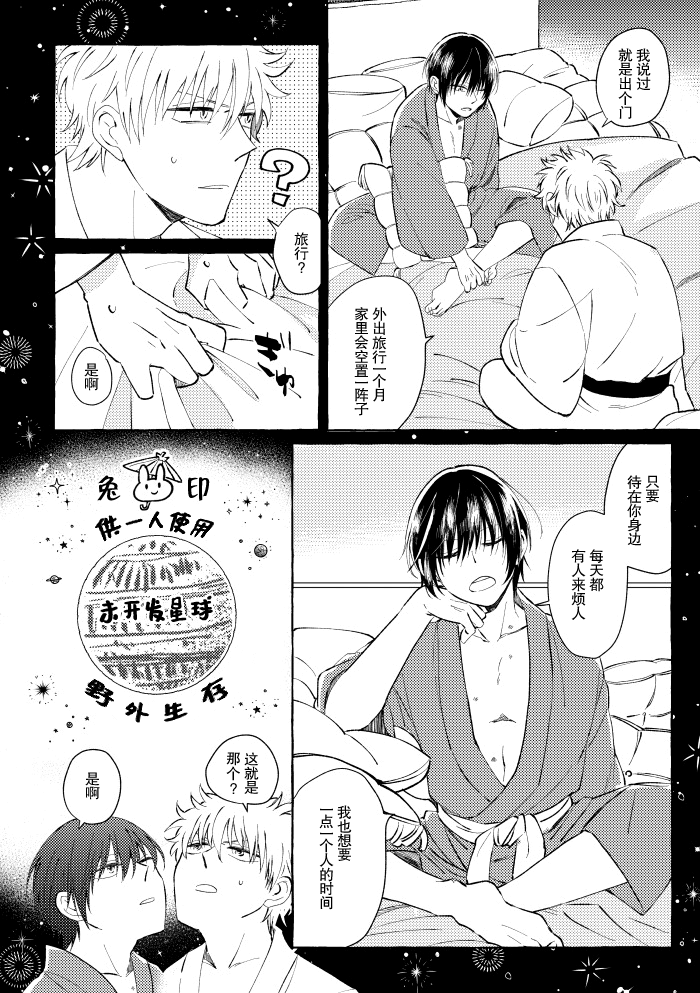 我说过
就是出个门
外出旅行一个月
家里会空置一阵子
？
旅行？
ぎゅ
是啊
只要
待在你身边
每天都
有人来烦人
我也想要
一点一个人的时间
兔 印
供一人使用
未开发星球
野外生存
这就是
那个？
是啊